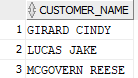 CUSTOMER_NAME
1 GIRARD CINDY
2 LUCAS JAKE
3 MCGOVERN REESE